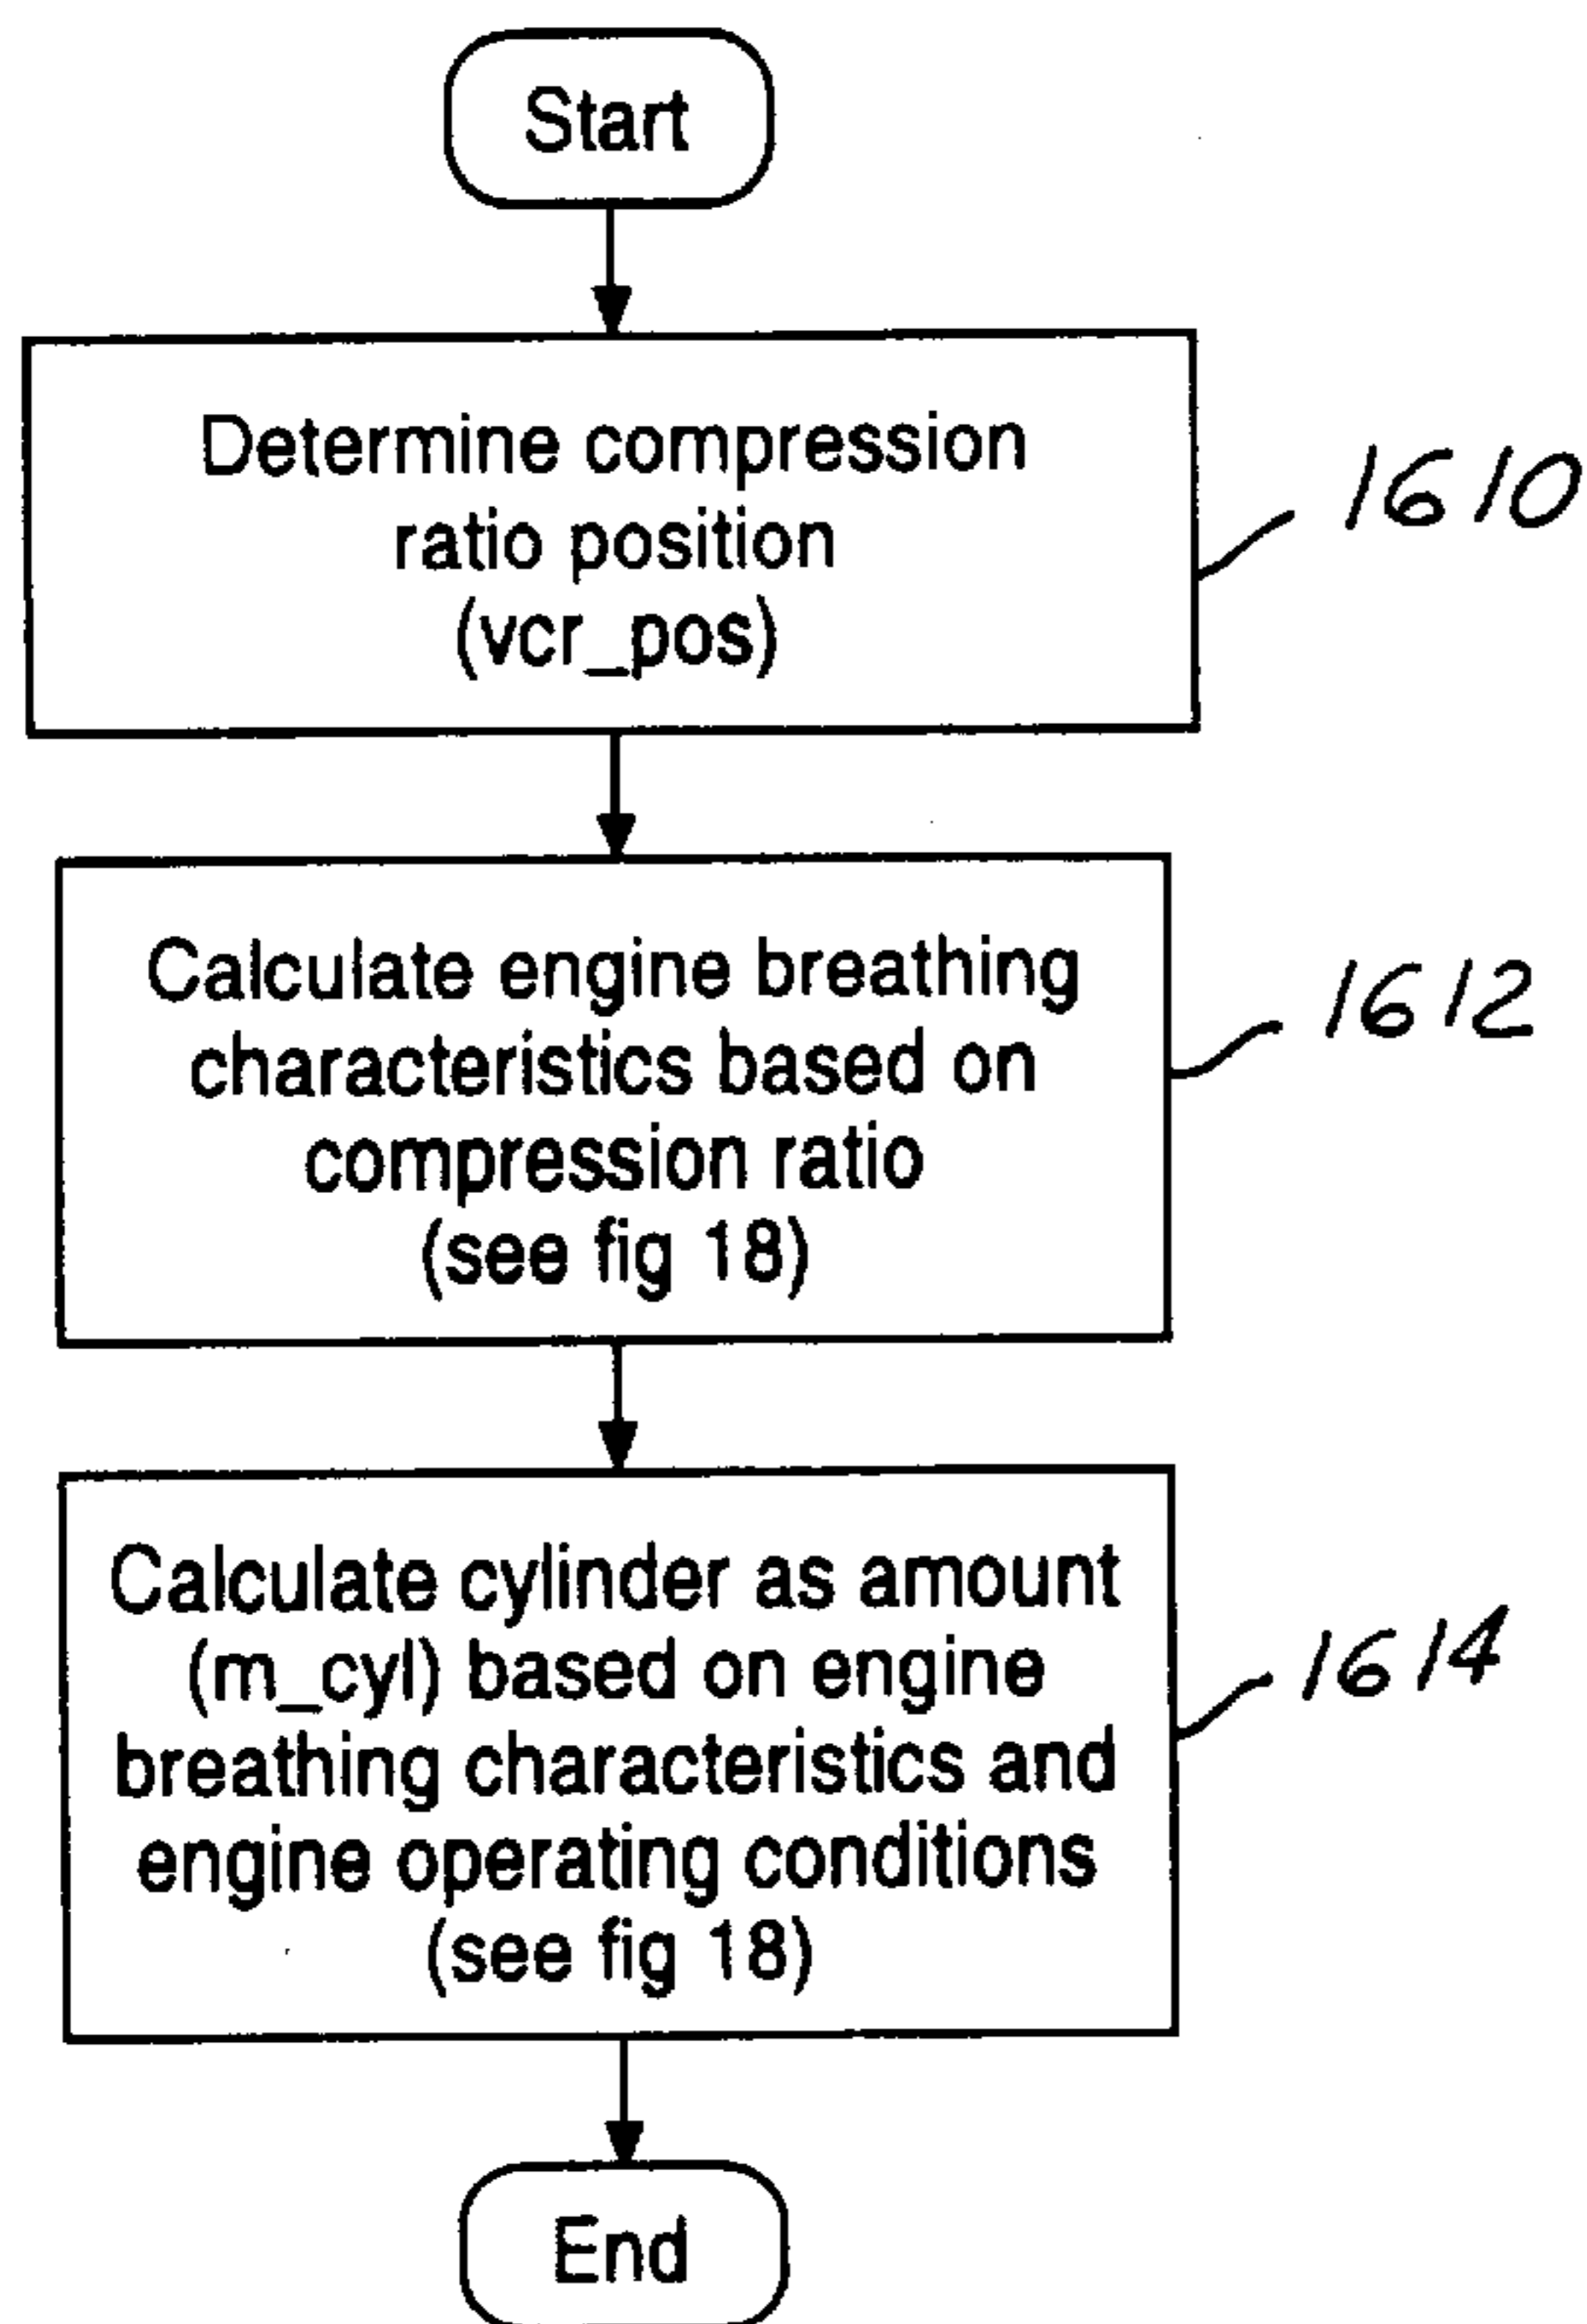 Start
Determine compression
ratio position
(vcr_pos)
1610
Calculate engine breathing
characteristics based on
compression ratio
(see fig 18)
1612
Calculate cylinder as amount
(m_cyl) based on engine
breathing characteristics and
engine operating conditions
(see fig 18)
1614
End